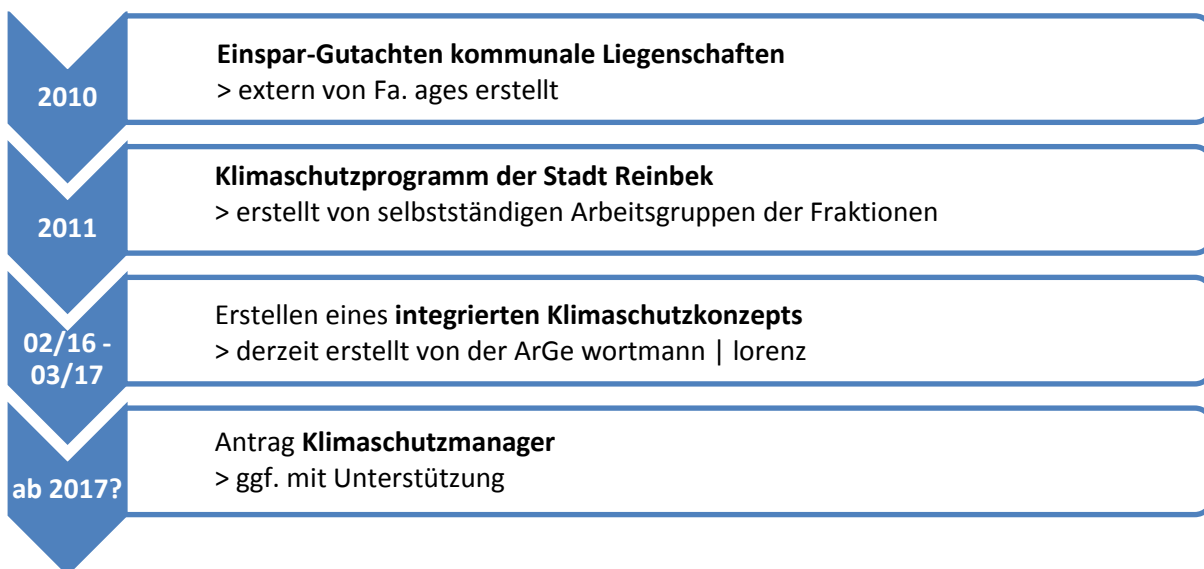 2010
Einspar-Gutachten kommunale Liegenschaften
> extern von Fa. ages erstellt
2011
Klimaschutzprogramm der Stadt Reinbek
> erstellt von selbstständigen Arbeitsgruppen der Fraktionen
02/16 -
03/17
Erstellen eines integrierten Klimaschutzkonzepts
> derzeit erstellt von der ArGe wortmann | lorenz
ab 2017?
Antrag Klimaschutzmanager
> ggf. mit Unterstützung